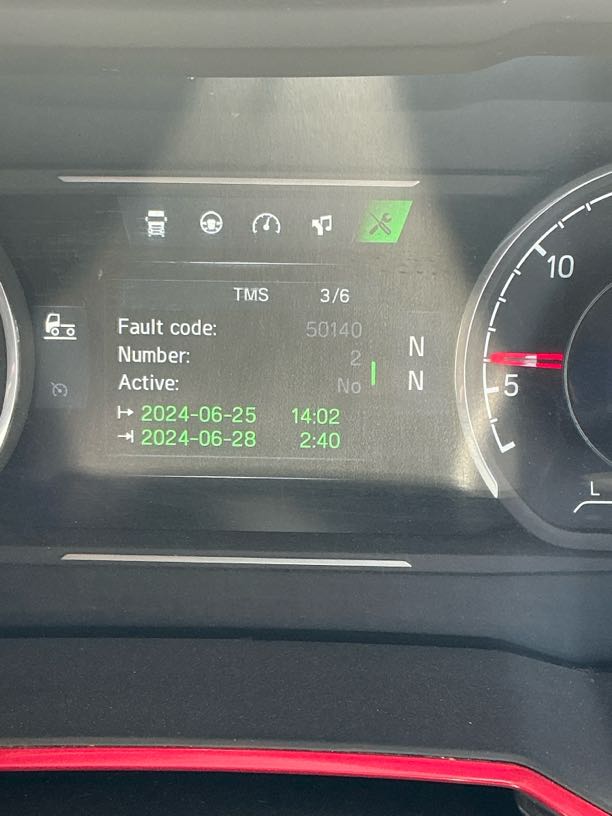 TMS 3/6
Fault code: 50140
Number: 2
Active: No
2024-06-25 14:02
2024-06-28 2:40
N
N
10
5
L